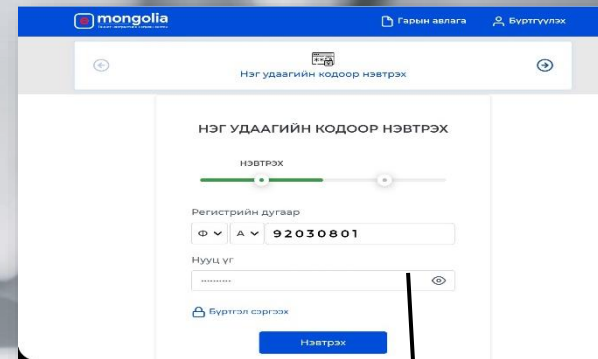 mongolia
Гарын авлага
Бүртгүүлэх
Нэг удаагийн кодоор нэвтрэх
НЭГ УДААГИЙН КОДООР НЭВТРЭХ
НЭВТРЭХ
Регистрийн дугаар
Ф А 92030801
Нууц үг
Бүртгэл сэргээх
Нэвтрэх